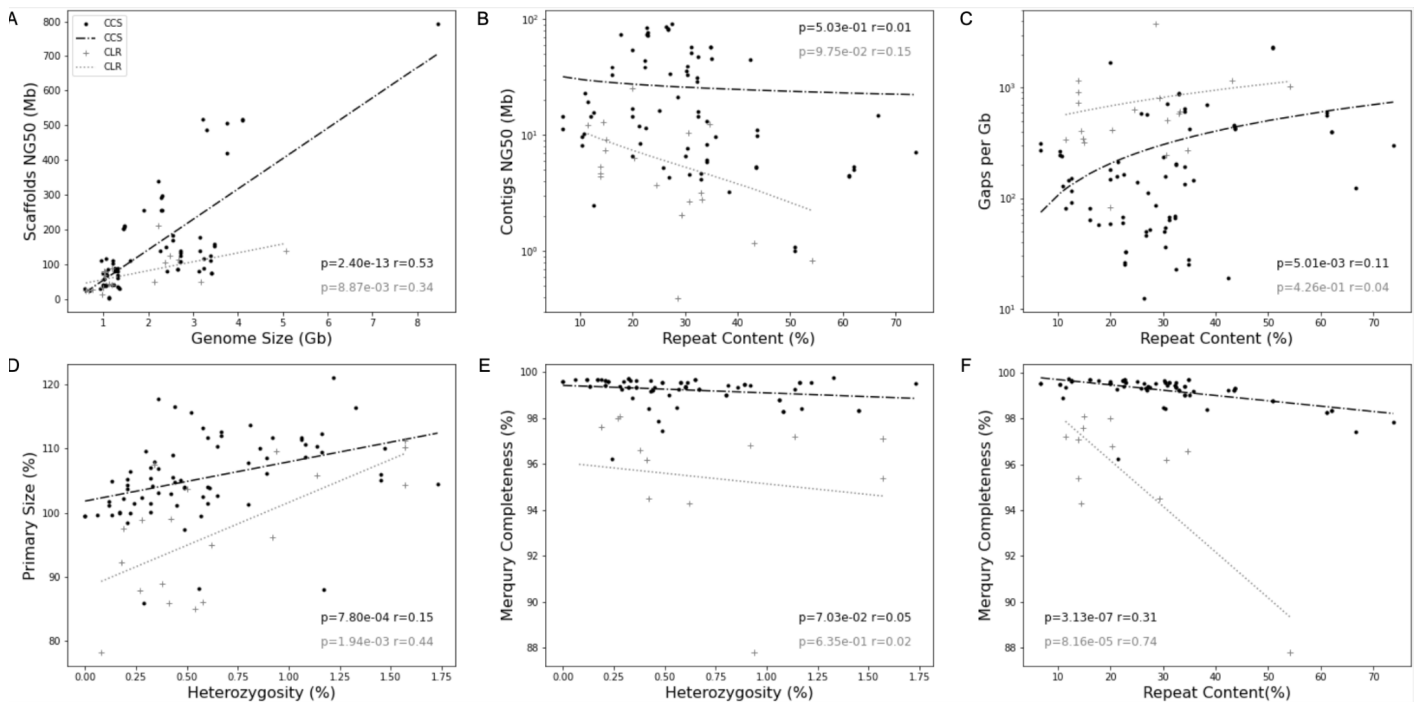 A
CCS
CCS
CLR
CLR
p=2.40e-13 r=0.53
p=8.87e-03 r=0.34
Scaffolds NG50 (Mb)
800
700
600
500
400
300
200
100
0
1 2 3 4 5 6 7 8
Genome Size (Gb)
B
p=5.03e-01 r=0.01
p=9.75e-02 r=0.15
Contigs NG50 (Mb)
10²
10¹
10⁰
10 20 30 40 50 60 70
Repeat Content (%)
C
Gaps per Gb
10³
10²
10¹
p=5.01e-03 r=0.11
p=4.26e-01 r=0.04
10 20 30 40 50 60 70
Repeat Content (%)
D
Primary Size (%)
120
110
100
90
80
p=7.80e-04 r=0.15
p=1.94e-03 r=0.44
0.00 0.25 0.50 0.75 1.00 1.25 1.50 1.75
Heterozygosity (%)
E
Merqury Completeness (%)
100
98
96
94
92
90
88
p=7.03e-02 r=0.05
p=6.35e-01 r=0.02
0.00 0.25 0.50 0.75 1.00 1.25 1.50 1.75
Heterozygosity (%)
F
Merqury Completeness (%)
100
98
96
94
92
90
88
p=3.13e-07 r=0.31
p=8.16e-05 r=0.74
10 20 30 40 50 60 70
Repeat Content(%)